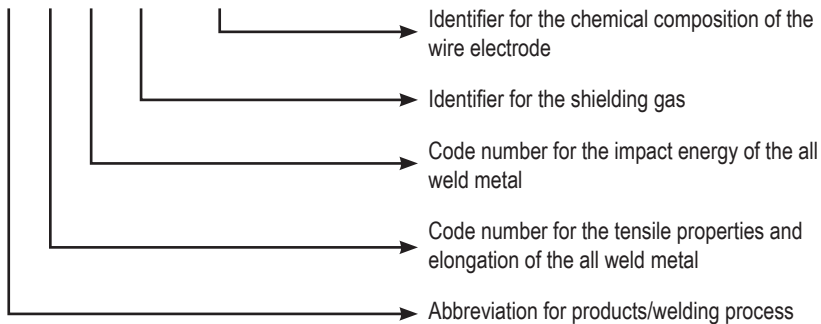 Identifier for the chemical composition of the
wire electrode
Identifier for the shielding gas
Code number for the impact energy of the all
weld metal
Code number for the tensile properties and
elongation of the all weld metal
Abbreviation for products/welding process